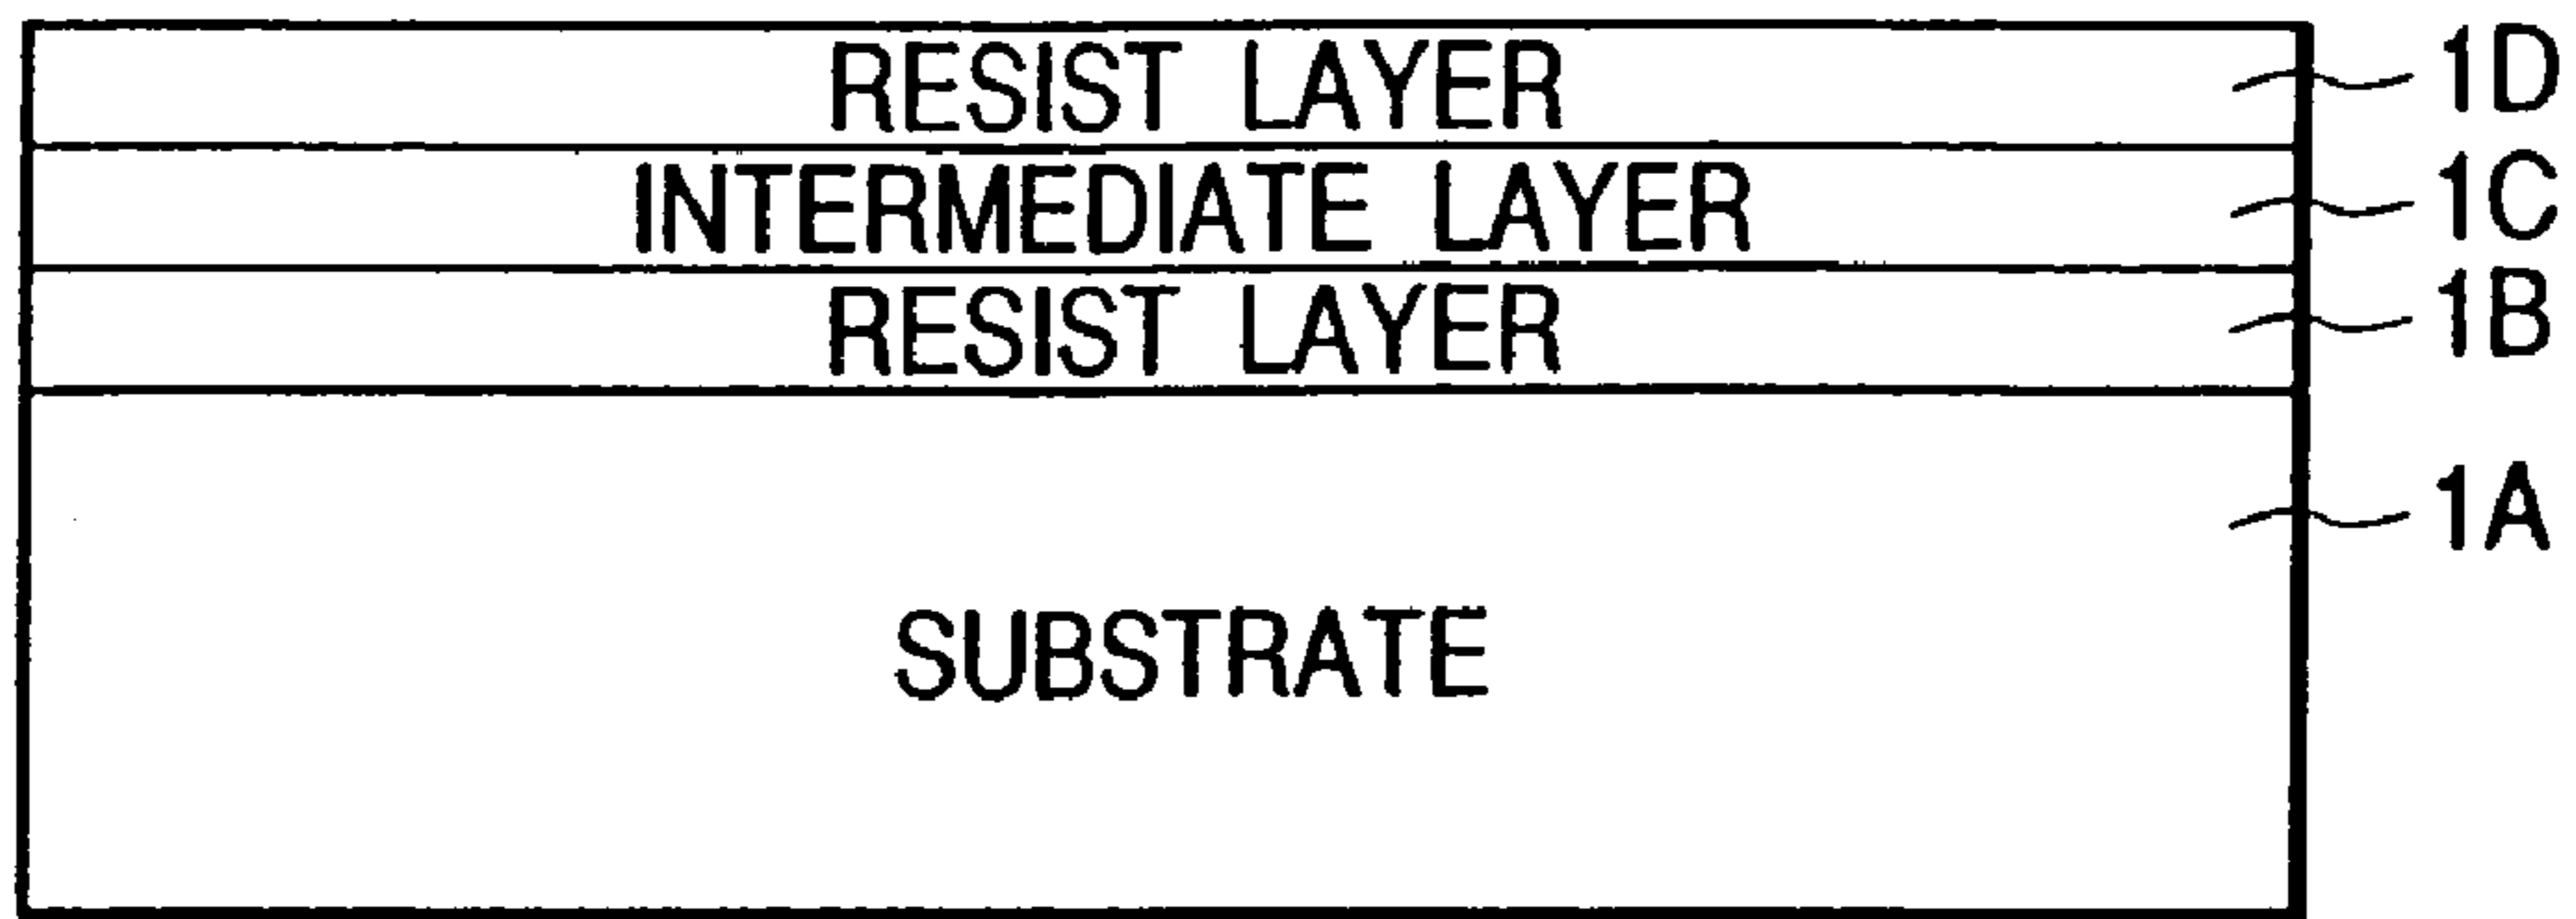 RESIST LAYER 1D
INTERMEDIATE LAYER 1C
RESIST LAYER 1B
1A
SUBSTRATE